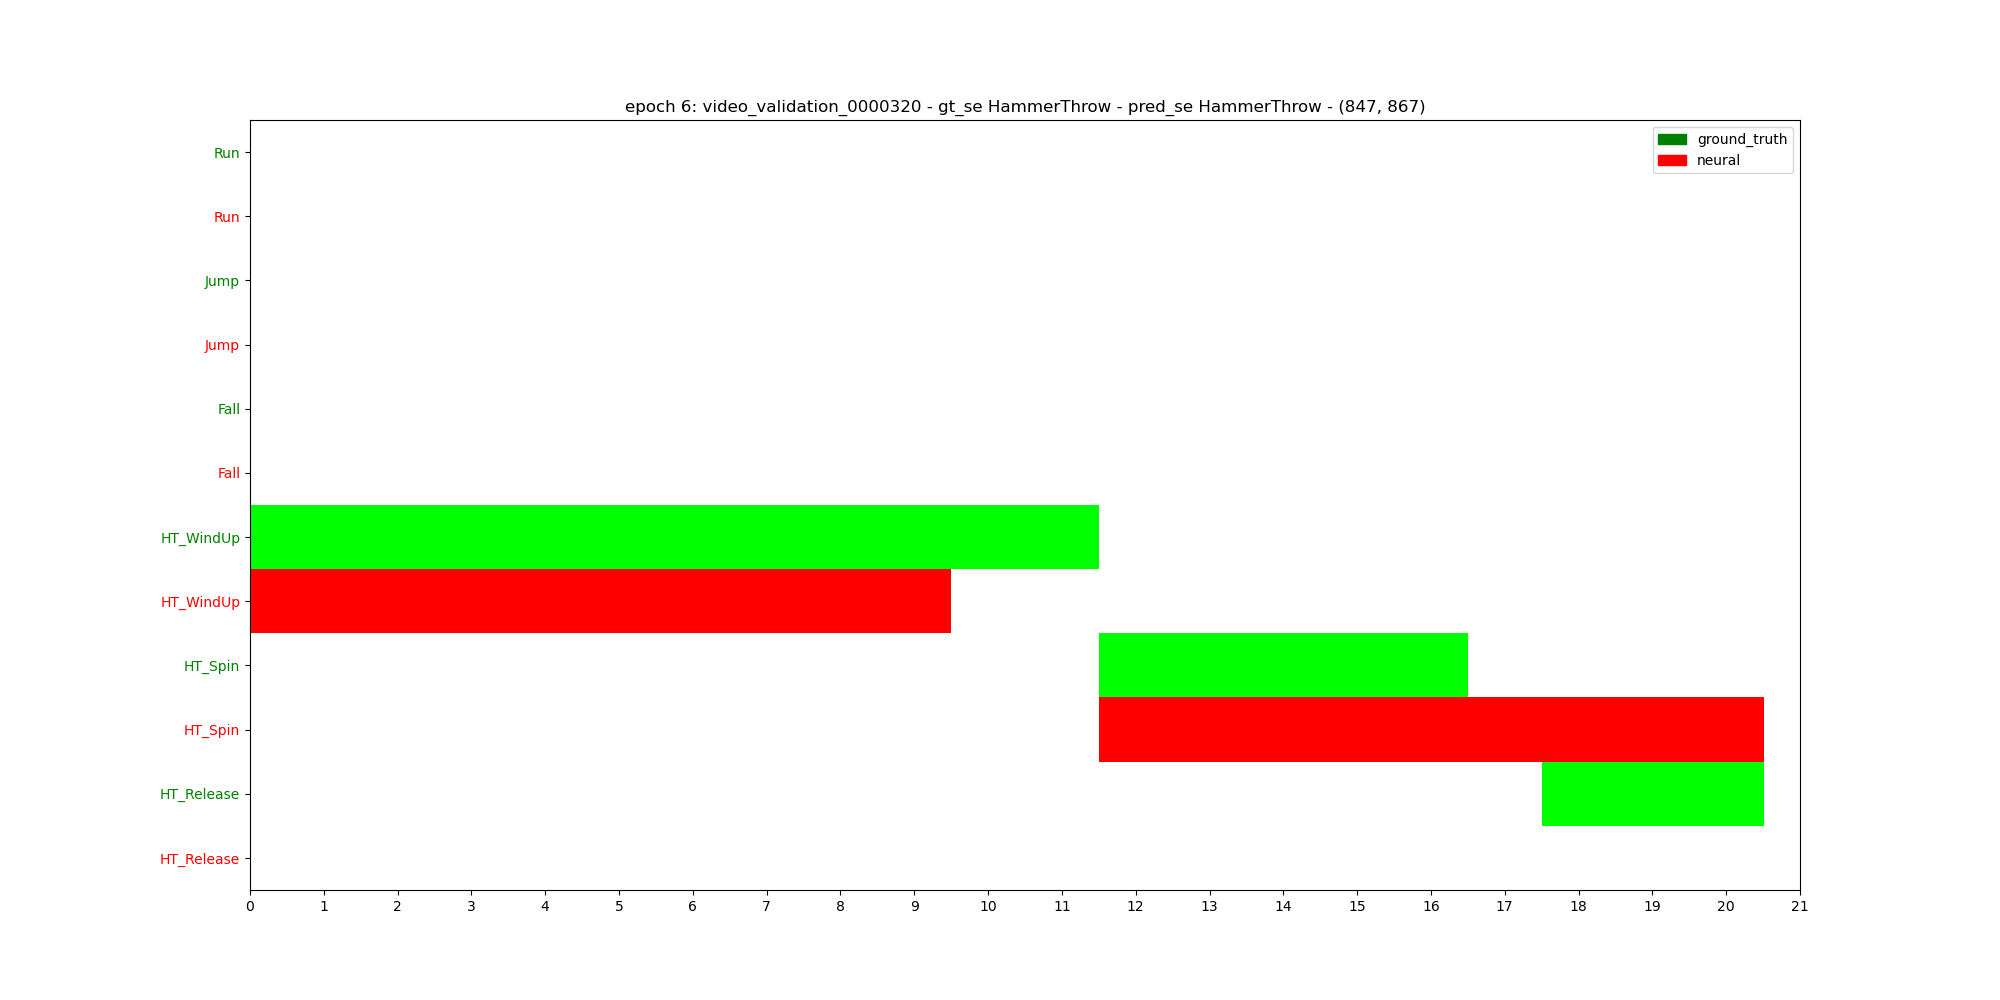 epoch 6: video_validation_0000320 - gt_se HammerThrow - pred_se HammerThrow - (847, 867)
ground_truth
neural
Run
Run
Jump
Jump
Fall
Fall
HT_WindUp
HT_WindUp
HT_Spin
HT_Spin
HT_Release
HT_Release
0 1 2 3 4 5 6 7 8 9 10 11 12 13 14 15 16 17 18 19 20 21